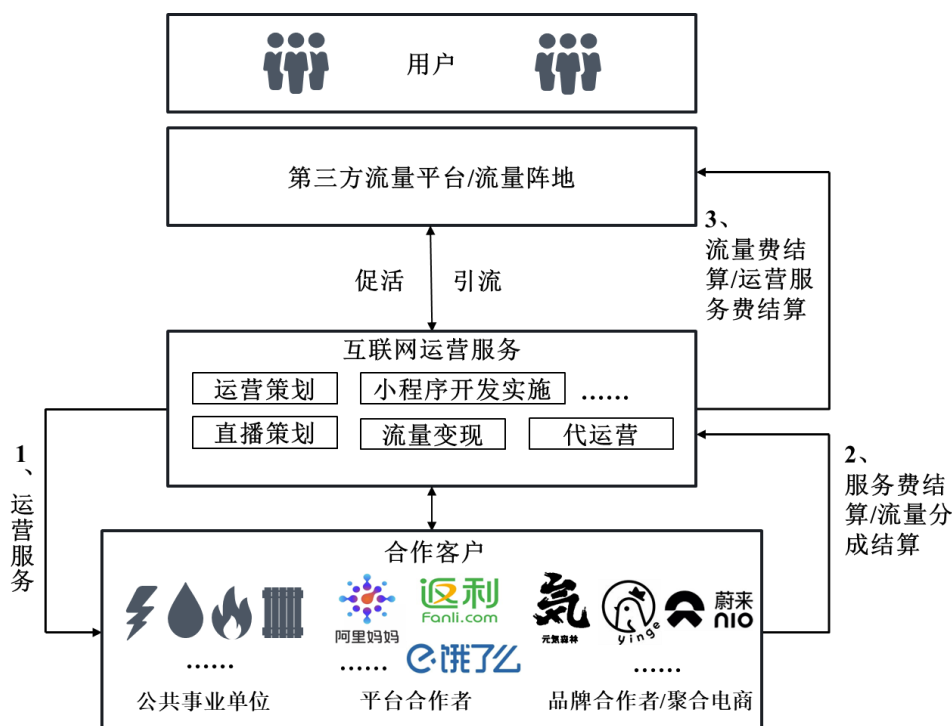 用户
第三方流量平台/流量阵地
促活
引流
3、
流量费结
算/运营服
务费结算
互联网运营服务
运营策划
小程序开发实施
……
直播策划
流量变现
代运营
1、
运营服务
2、
服务费结
算/流量分
成结算
合作客户
阿里妈妈
返利
Fanli.com
饿了么
気
元気森林
yinge
蔚来
NIO
……
……
……
公共事业单位
平台合作者
品牌合作者/聚合电商